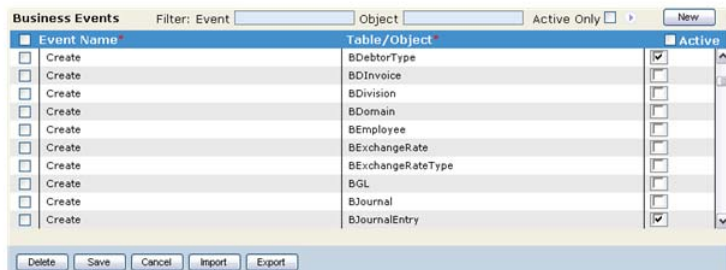 Business Events Filter: Event Object Active Only New
Event Name* Table/Object* Active
Create BDebtorType
Create BDInvoice
Create BDivision
Create BDomain
Create BEmployee
Create BExchangeRate
Create BExchangeRateType
Create BGL
Create BJournal
Create BJournalEntry
Delete Save Cancel Import Export